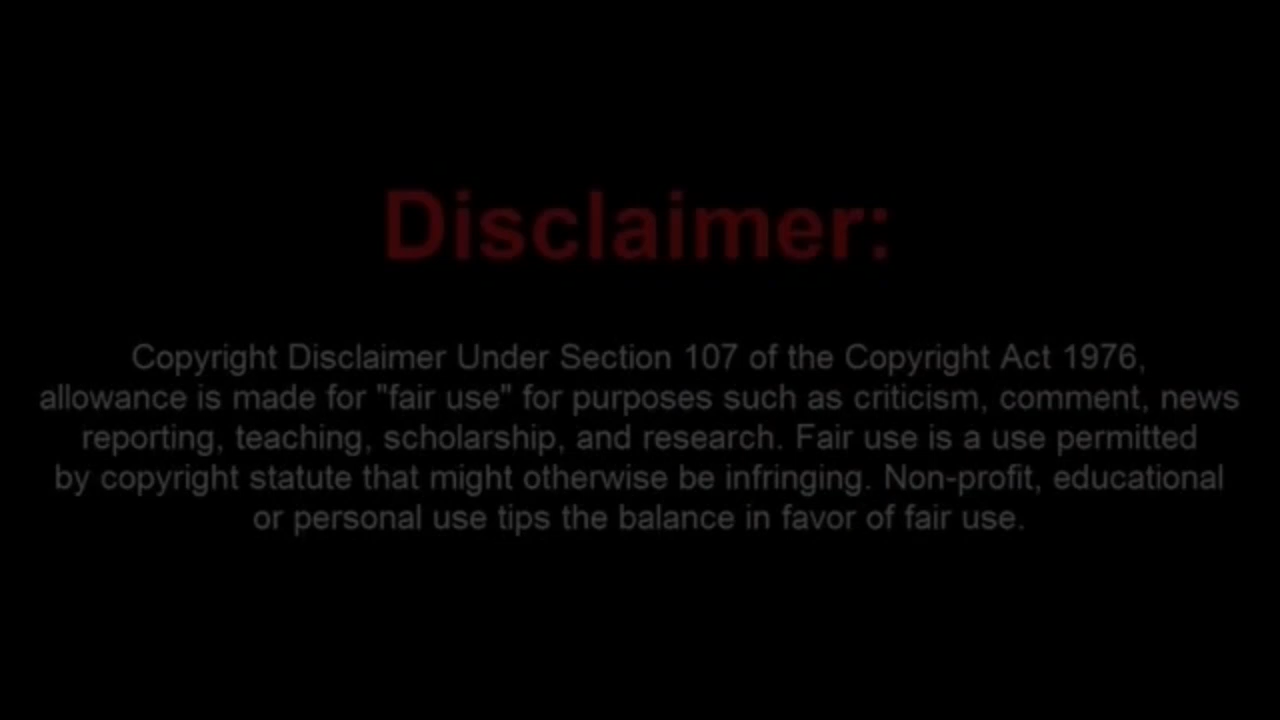 Disclaimer:
Copyright Disclaimer Under Section 107 of the Copyright Act 1976,
allowance is made for "fair use" for purposes such as criticism, comment, news
reporting, teaching, scholarship, and research. Fair use is a use permitted
by copyright statute that might otherwise be infringing. Non-profit, educational
or personal use tips the balance in favor of fair use.